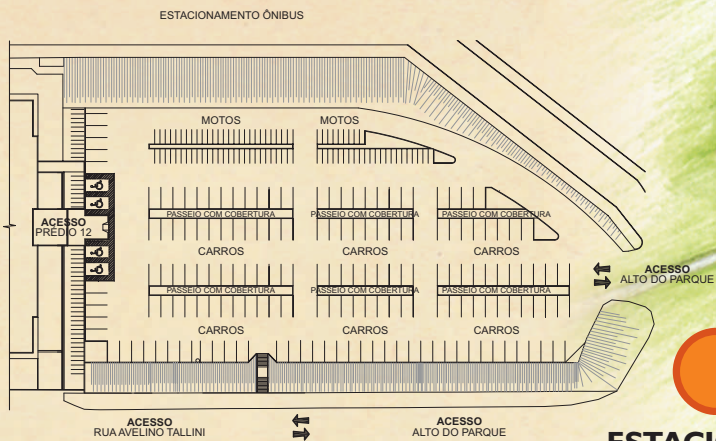 ESTACIONAMENTO ÔNIBUS
MOTOS
MOTOS
ACESSO
PRÉDIO 12
PASSEIO COM COBERTURA
PASSEIO COM COBERTURA
PASSEIO COM COBERTURA
CARROS
CARROS
CARROS
ACESSO
ALTO DO PARQUE
PASSEIO COM COBERTURA
PASSEIO COM COBERTURA
PASSEIO COM COBERTURA
CARROS
CARROS
CARROS
ACESSO
RUA AVELINO TALLINI
ACESSO
ALTO DO PARQUE